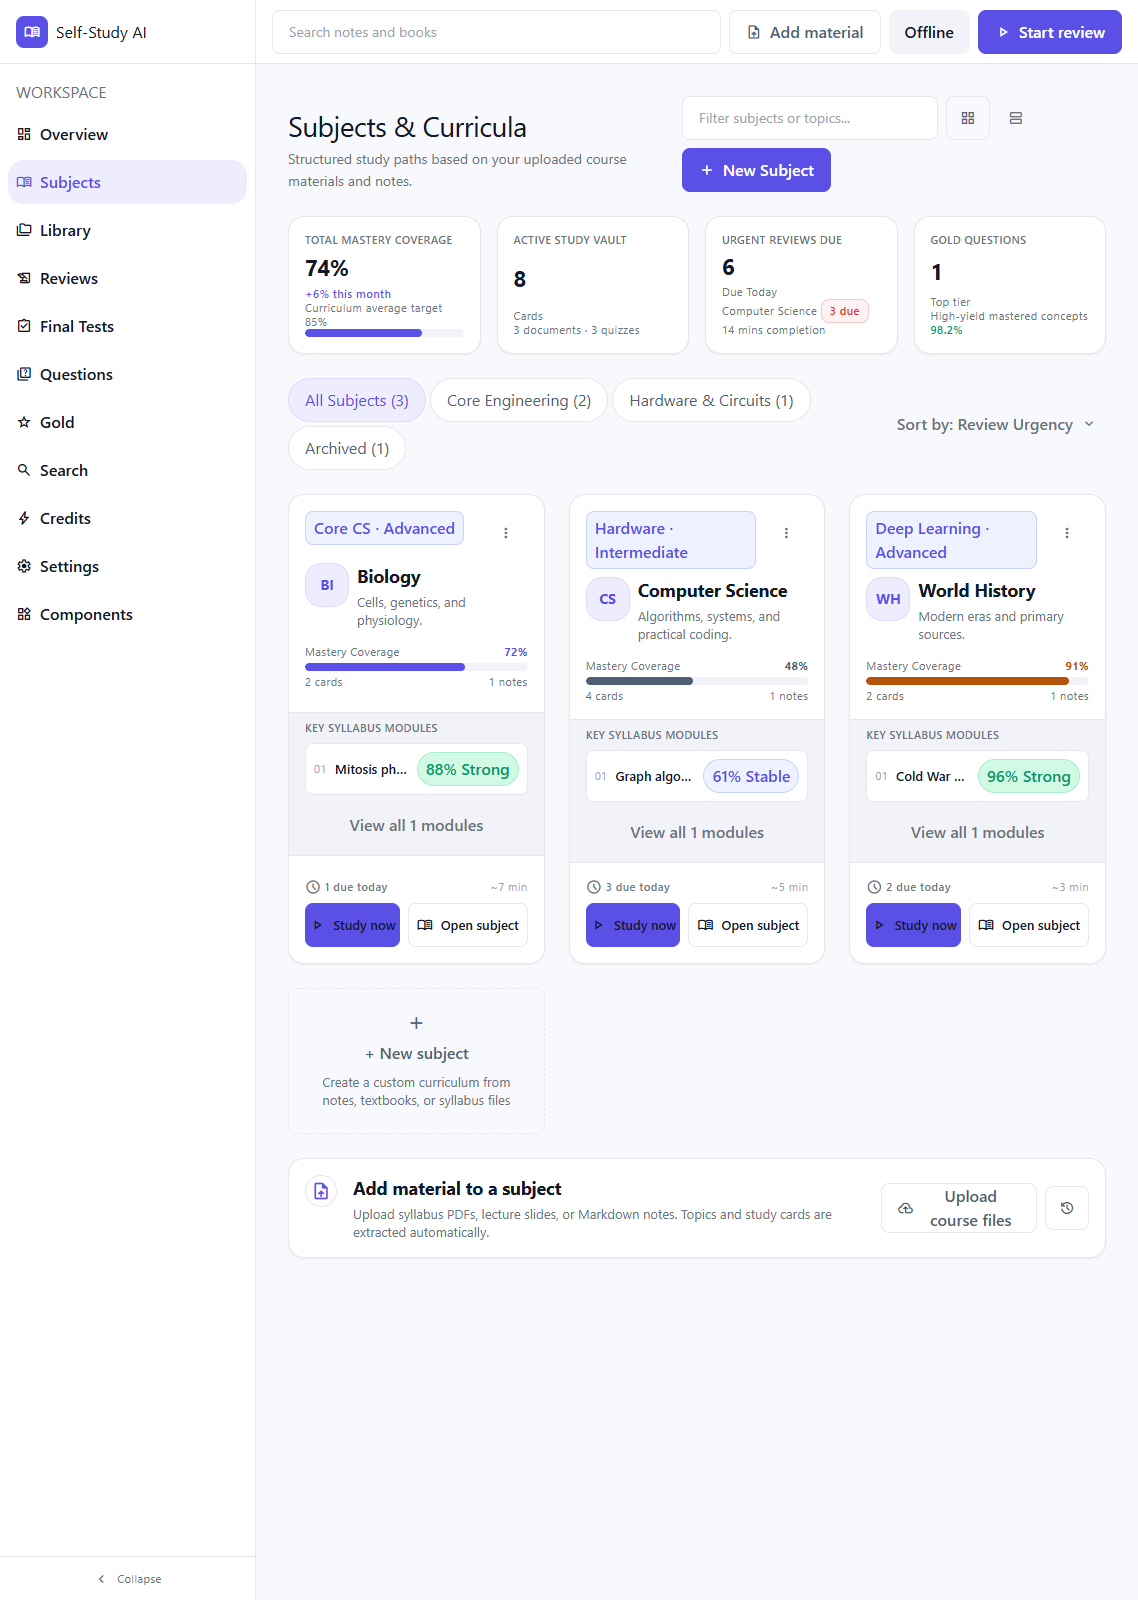 Self-Study AI
Search notes and books
Add material
Offline
Start review
WORKSPACE
Overview
Subjects
Library
Reviews
Final Tests
Questions
Gold
Search
Credits
Settings
Components
Collapse
Subjects & Curricula
Structured study paths based on your uploaded course
materials and notes.
Filter subjects or topics...
New Subject
TOTAL MASTERY COVERAGE
74%
+6% this month
Curriculum average target
85%
ACTIVE STUDY VAULT
8
Cards
3 documents · 3 quizzes
URGENT REVIEWS DUE
6
Due Today
Computer Science 3 due
14 mins completion
GOLD QUESTIONS
1
Top tier
High-yield mastered concepts
98.2%
All Subjects (3)
Core Engineering (2)
Hardware & Circuits (1)
Archived (1)
Sort by: Review Urgency
Core CS · Advanced
BI
Biology
Cells, genetics, and
physiology.
Mastery Coverage 72%
2 cards 1 notes
KEY SYLLABUS MODULES
01 Mitosis ph... 88% Strong
View all 1 modules
1 due today ~7 min
Study now
Open subject
Hardware ·
Intermediate
CS
Computer Science
Algorithms, systems, and
practical coding.
Mastery Coverage 48%
4 cards 1 notes
KEY SYLLABUS MODULES
01 Graph algo... 61% Stable
View all 1 modules
3 due today ~5 min
Study now
Open subject
Deep Learning ·
Advanced
WH
World History
Modern eras and primary
sources.
Mastery Coverage 91%
2 cards 1 notes
KEY SYLLABUS MODULES
01 Cold War ... 96% Strong
View all 1 modules
2 due today ~3 min
Study now
Open subject
+ New subject
Create a custom curriculum from
notes, textbooks, or syllabus files
Add material to a subject
Upload syllabus PDFs, lecture slides, or Markdown notes. Topics and study cards are
extracted automatically.
Upload
course files